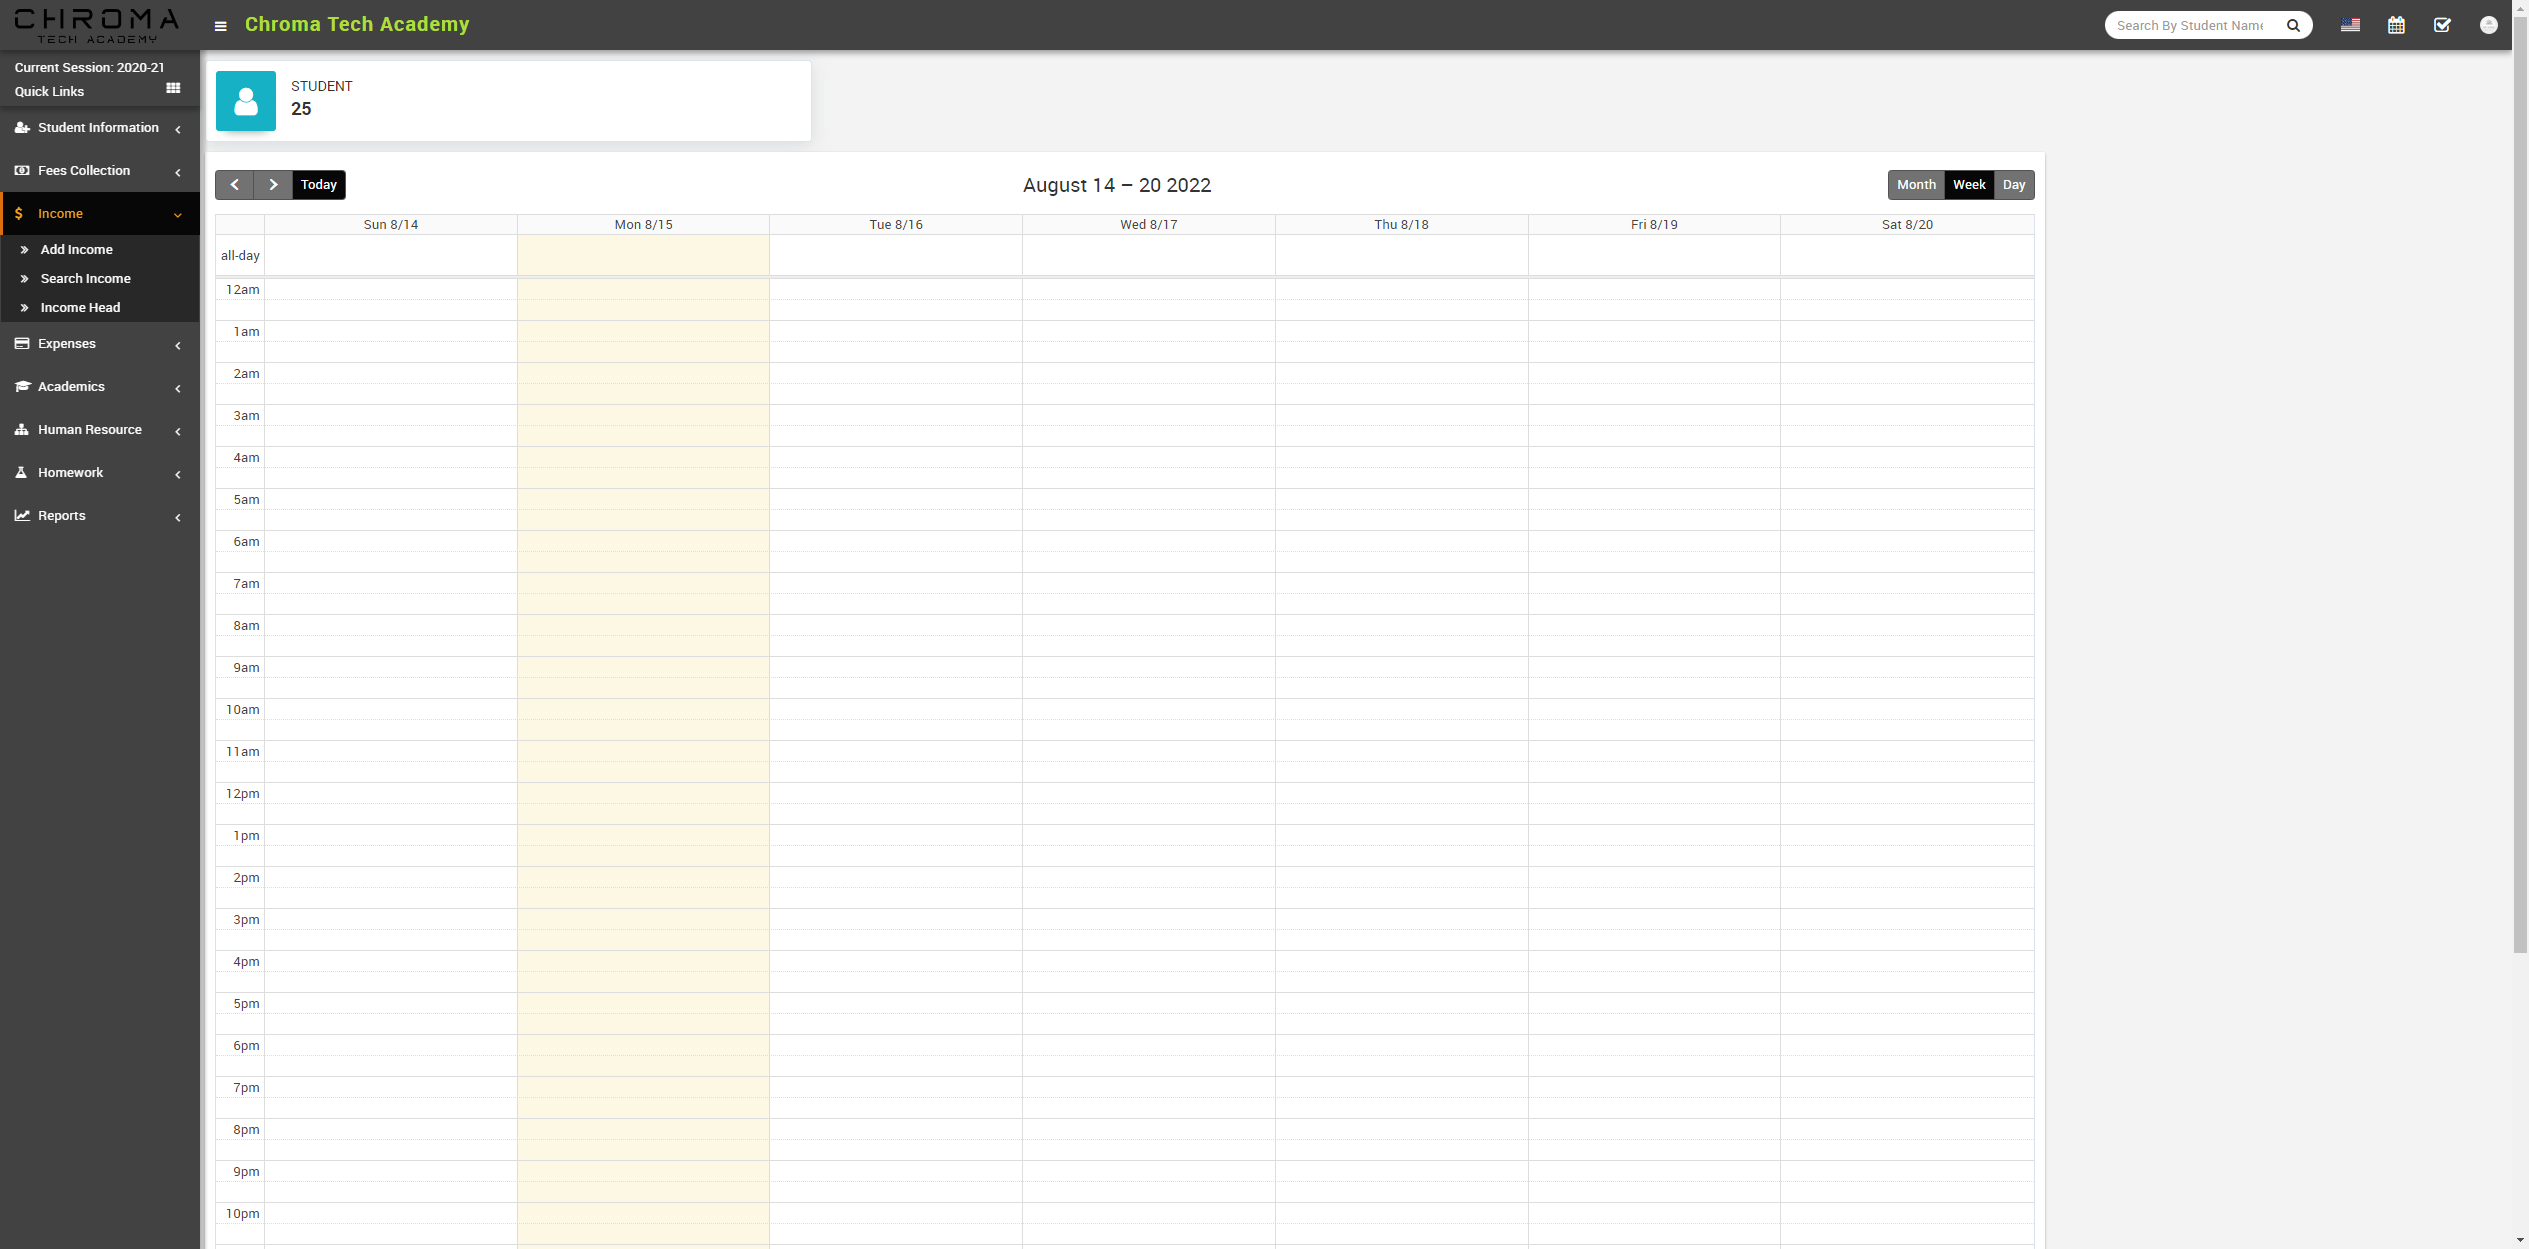 CHROMA
TECH ACADEMY
Chroma Tech Academy
Search By Student Name
Current Session: 2020-21
Quick Links
Student Information
Fees Collection
Income
Add Income
Search Income
Income Head
Expenses
Academics
Human Resource
Homework
Reports
STUDENT
25
Today
August 14 – 20 2022
Month Week Day
Sun 8/14 Mon 8/15 Tue 8/16 Wed 8/17 Thu 8/18 Fri 8/19 Sat 8/20
all-day
12am
1am
2am
3am
4am
5am
6am
7am
8am
9am
10am
11am
12pm
1pm
2pm
3pm
4pm
5pm
6pm
7pm
8pm
9pm
10pm